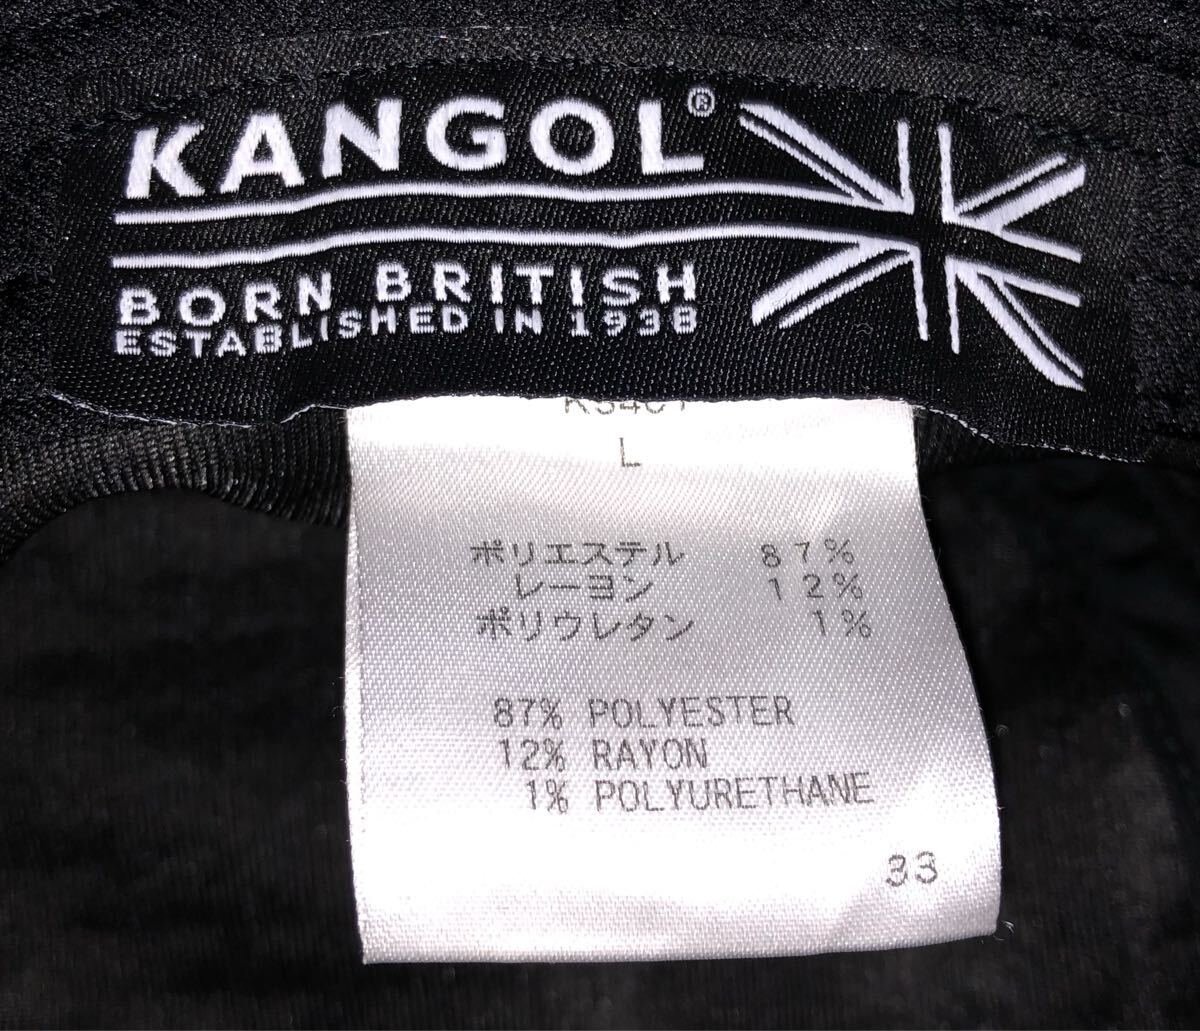 KANGOL®
BORN BRITISH
ESTABLISHED IN 1938
L
ポリエステル 87%
レーヨン 12%
ポリウレタン 1%
87% POLYESTER
12% RAYON
1% POLYURETHANE
33